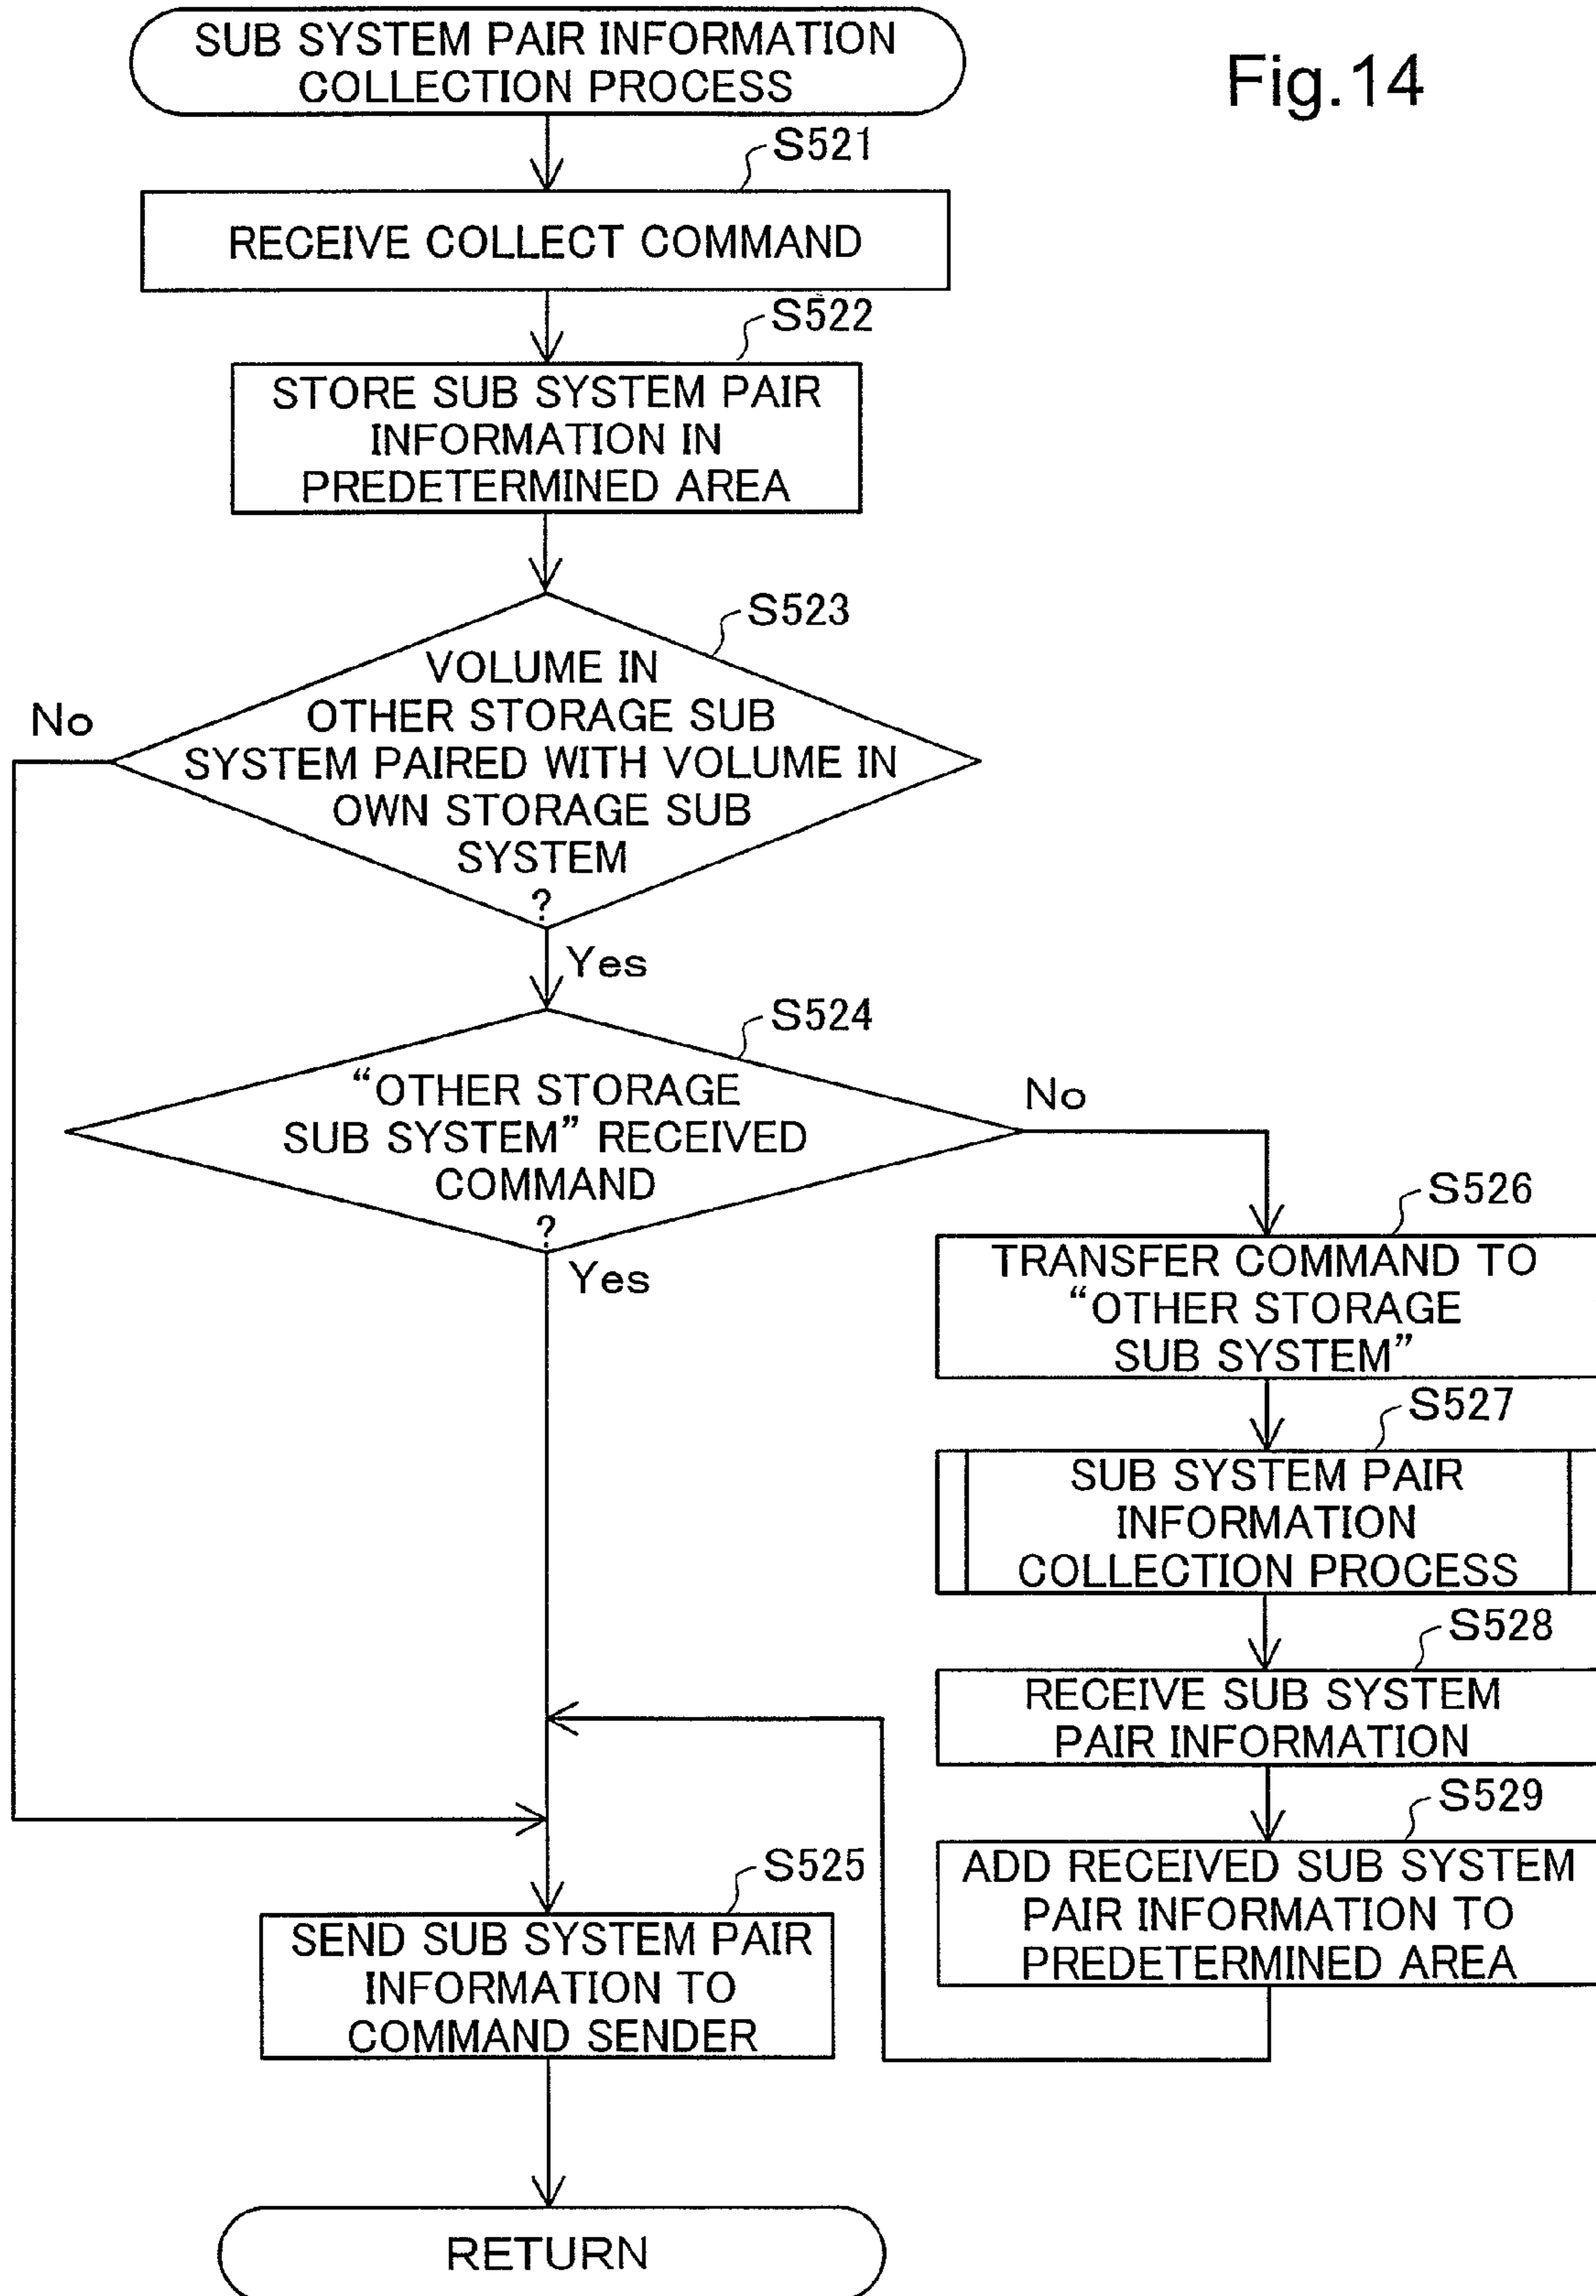 SUB SYSTEM PAIR INFORMATION
COLLECTION PROCESS
Fig.14
S521
RECEIVE COLLECT COMMAND
S522
STORE SUB SYSTEM PAIR
INFORMATION IN
PREDETERMINED AREA
S523
VOLUME IN
OTHER STORAGE SUB
SYSTEM PAIRED WITH VOLUME IN
OWN STORAGE SUB
SYSTEM
?
No
Yes
S524
“OTHER STORAGE
SUB SYSTEM” RECEIVED
COMMAND
?
No
Yes
S526
TRANSFER COMMAND TO
“OTHER STORAGE
SUB SYSTEM”
S527
SUB SYSTEM PAIR
INFORMATION
COLLECTION PROCESS
S528
RECEIVE SUB SYSTEM
PAIR INFORMATION
S529
ADD RECEIVED SUB SYSTEM
PAIR INFORMATION TO
PREDETERMINED AREA
S525
SEND SUB SYSTEM PAIR
INFORMATION TO
COMMAND SENDER
RETURN